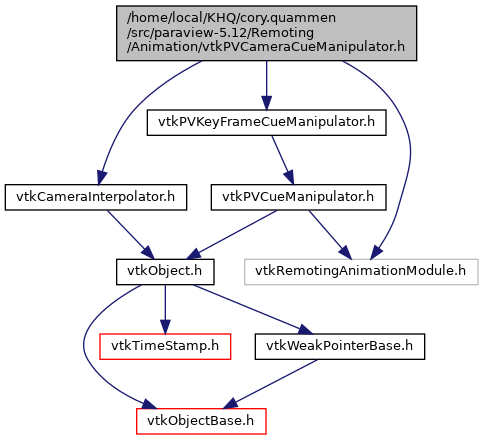 /home/local/KHQ/cory.quammen
/src/paraview-5.12/Remoting
/Animation/vtkPVCameraCueManipulator.h
vtkPVKeyFrameCueManipulator.h
vtkCameraInterpolator.h
vtkPVCueManipulator.h
vtkObject.h
vtkRemotingAnimationModule.h
vtkTimeStamp.h
vtkWeakPointerBase.h
vtkObjectBase.h